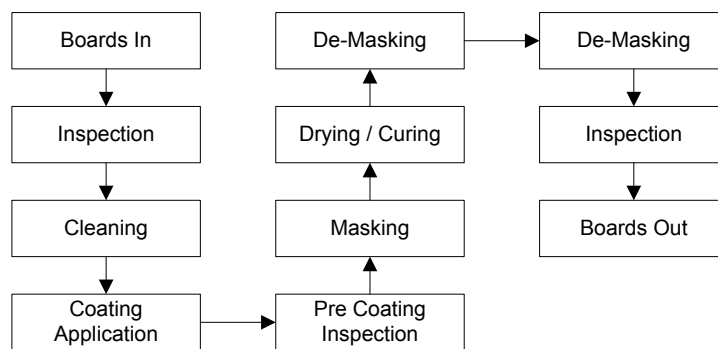 Boards In
Inspection
Cleaning
Coating
Application
Pre Coating
Inspection
Masking
Drying / Curing
De-Masking
De-Masking
Inspection
Boards Out